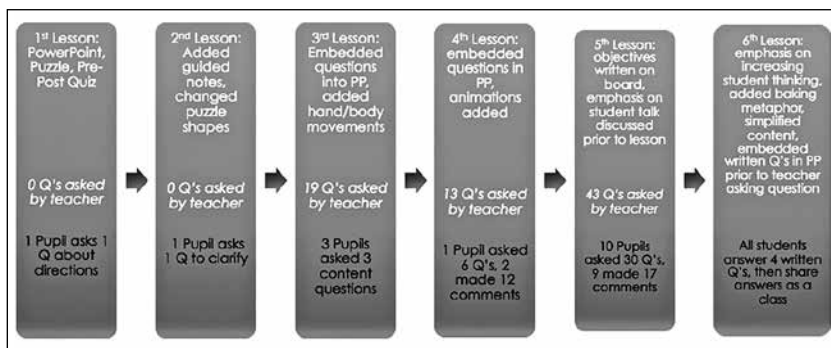 1st Lesson:
PowerPoint,
Puzzle, Pre-
Post Quiz
0 Q's asked
by teacher
1 Pupil asks 1
Q about
directions
2nd Lesson:
Added
guided
notes,
changed
puzzle
shapes
0 Q's asked
by teacher
1 Pupil asks
1 Q to clarify
3rd Lesson:
Embedded
questions
into PP,
added
hand/body
movements
19 Q's asked
by teacher
3 Pupils
asked 3
content
questions
4th Lesson:
embedded
questions in
PP,
animations
added
13 Q's asked
by teacher
1 Pupil asked
6 Q's, 2
made 12
comments
5th Lesson:
objectives
written on
board,
emphasis on
student talk
discussed
prior to lesson
43 Q's asked
by teacher
10 Pupils
asked 30 Q's,
9 made 17
comments
6th Lesson:
emphasis on
increasing
student thinking,
added baking
metaphor,
simplified
content,
embedded
written Q's in PP
prior to teacher
asking question
All students
answer 4 written
Q's, then share
answers as a
class